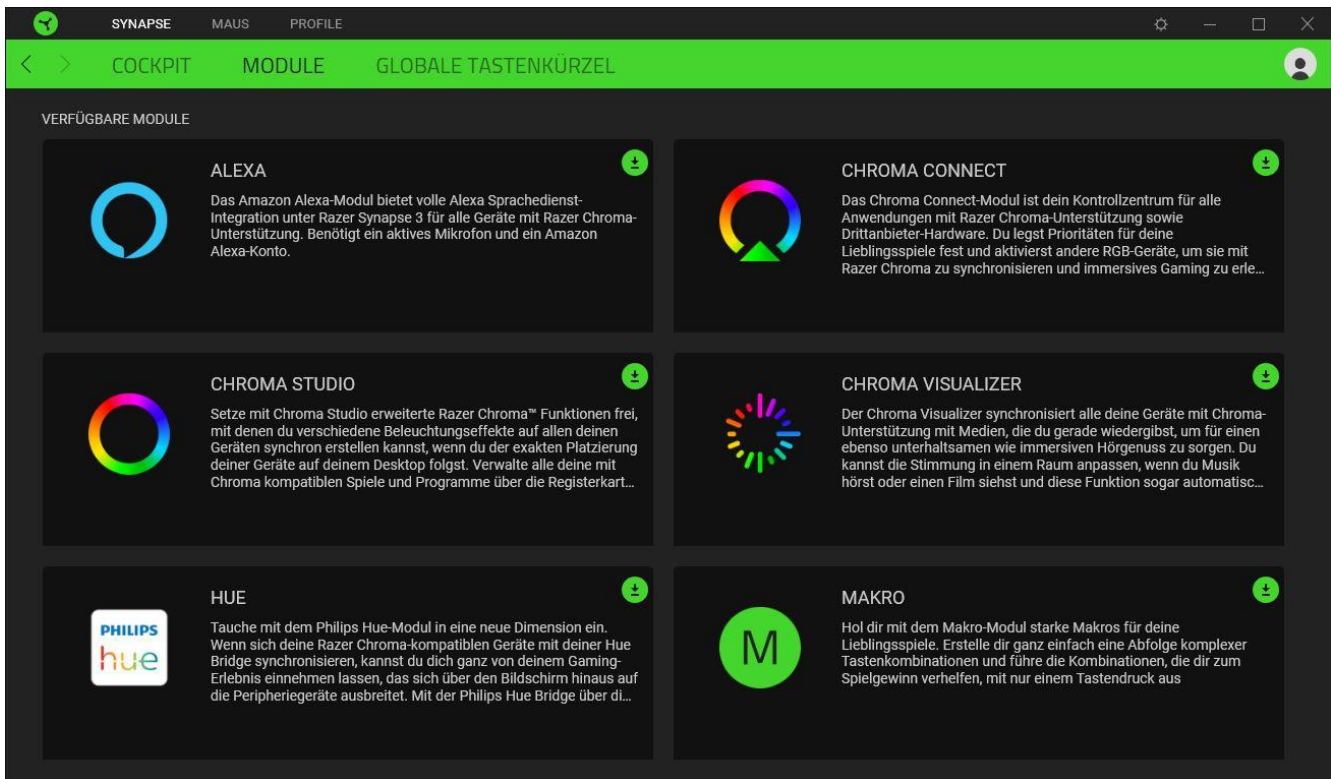 SYNAPSE MAUS PROFILE
COCKPIT MODULE GLOBALE TASTENKÜRZEL
VERFÜGBARE MODULE
ALEXA
Das Amazon Alexa-Modul bietet volle Alexa Sprachedienst-
Integration unter Razer Synapse 3 für alle Geräte mit Razer Chroma-
Unterstützung. Benötigt ein aktives Mikrofon und ein Amazon
Alexa-Konto.
CHROMA CONNECT
Das Chroma Connect-Modul ist dein Kontrollzentrum für alle
Anwendungen mit Razer Chroma-Unterstützung sowie
Drittanbieter-Hardware. Du legst Prioritäten für deine
Lieblingsspiele fest und aktivierst andere RGB-Geräte, um sie mit
Razer Chroma zu synchronisieren und immersives Gaming zu erle...
CHROMA STUDIO
Setze mit Chroma Studio erweiterte Razer Chroma™ Funktionen frei,
mit denen du verschiedene Beleuchtungseffekte auf allen deinen
Geräten synchron erstellen kannst, wenn du der exakten Platzierung
deiner Geräte auf deinem Desktop folgst. Verwalte alle deine mit
Chroma kompatiblen Spiele und Programme über die Registerkart...
CHROMA VISUALIZER
Der Chroma Visualizer synchronisiert alle deine Geräte mit Chroma-
Unterstützung mit Medien, die du gerade wiedergibst, um für einen
ebenso unterhaltsamen wie immersiven Hörgenuss zu sorgen. Du
kannst die Stimmung in einem Raum anpassen, wenn du Musik
hörst oder einen Film siehst und diese Funktion sogar automatisc...
PHILIPS
hue
HUE
Tauche mit dem Philips Hue-Modul in eine neue Dimension ein.
Wenn sich deine Razer Chroma-kompatiblen Geräte mit deiner Hue
Bridge synchronisieren, kannst du dich ganz von deinem Gaming-
Erlebnis einnehmen lassen, das sich über den Bildschirm hinaus auf
die Peripheriegeräte ausbreitet. Mit der Philips Hue Bridge über di...
M
MAKRO
Hol dir mit dem Makro-Modul starke Makros für deine
Lieblingsspiele. Erstelle dir ganz einfach eine Abfolge komplexer
Tastenkombinationen und führe die Kombinationen, die dir zum
Spielgewinn verhelfen, mit nur einem Tastendruck aus